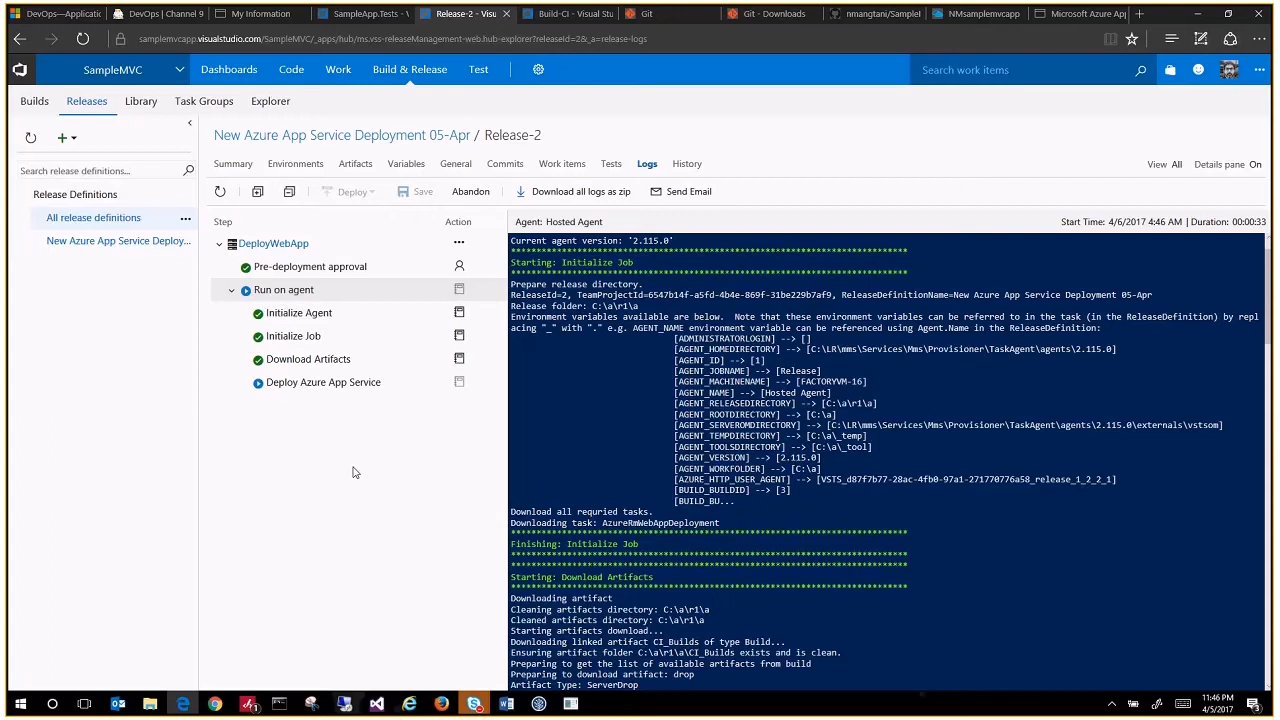 DevOps—Applicatio
DevOps | Channel 9
My Information
SampleApp.Tests - V
Release-2 - Visu
Build-CI - Visual Stu
Git
Git - Downloads
nmangtani/SampleI
NMsamplemvcapp
Microsoft Azure Ap
samplemvcapp.visualstudio.com/SampleMVC/_apps/hub/ms.vss-releaseManagement-web.hub-explorer?releaseId=2&_a=release-logs
SampleMVC Dashboards Code Work Build & Release Test Search work items
Builds Releases Library Task Groups Explorer
New Azure App Service Deployment 05-Apr / Release-2
Summary Environments Artifacts Variables General Commits Work items Tests Logs History View All Details pane On
Search release definitions...
Release Definitions
All release definitions ...
New Azure App Service Deploy...
Deploy Save Abandon Download all logs as zip Send Email
Step Action
DeployWebApp ...
Pre-deployment approval
Run on agent
Initialize Agent
Initialize Job
Download Artifacts
Deploy Azure App Service
Agent: Hosted Agent Start Time: 4/6/2017 4:46 AM | Duration: 00:00:33
Current agent version: '2.115.0'
******************************************************************************
Starting: Initialize Job
******************************************************************************
Prepare release directory.
ReleaseId=2, TeamProjectId=6547b14f-a5fd-4b4e-869f-31be229b7af9, ReleaseDefinitionName=New Azure App Service Deployment 05-Apr
Release folder: C:\a\r1\a
Environment variables available are below. Note that these environment variables can be referred to in the task (in the ReleaseDefinition) by repl
acing "_" with "." e.g. AGENT_NAME environment variable can be referenced using Agent.Name in the ReleaseDefinition:
[ADMINISTRATORLOGIN] --> []
[AGENT_HOMEDIRECTORY] --> [C:\LR\mms\Services\Mms\Provisioner\TaskAgent\agents\2.115.0]
[AGENT_ID] --> [1]
[AGENT_JOBNAME] --> [Release]
[AGENT_MACHINENAME] --> [FACTORYVM-16]
[AGENT_NAME] --> [Hosted Agent]
[AGENT_RELEASEDIRECTORY] --> [C:\a\r1\a]
[AGENT_ROOTDIRECTORY] --> [C:\a]
[AGENT_SERVEROMDIRECTORY] --> [C:\LR\mms\Services\Mms\Provisioner\TaskAgent\agents\2.115.0\externals\vstsom]
[AGENT_TEMPDIRECTORY] --> [C:\a\_temp]
[AGENT_TOOLSDIRECTORY] --> [C:\a\_tool]
[AGENT_VERSION] --> [2.115.0]
[AGENT_WORKFOLDER] --> [C:\a]
[AZURE_HTTP_USER_AGENT] --> [VSTS_d87f7b77-28ac-4fb0-97a1-271770776a58_release_1_2_2_1]
[BUILD_BUILDID] --> [3]
[BUILD_BU...
Download all requried tasks.
Downloading task: AzureRmWebAppDeployment
******************************************************************************
Finishing: Initialize Job
******************************************************************************
******************************************************************************
Starting: Download Artifacts
******************************************************************************
Downloading artifact
Cleaning artifacts directory: C:\a\r1\a
Cleaned artifacts directory: C:\a\r1\a
Starting artifacts download...
Downloading linked artifact CI_Builds of type Build...
Ensuring artifact folder C:\a\r1\a\CI_Builds exists and is clean.
Preparing to get the list of available artifacts from build
Preparing to download artifact: drop
Artifact Type: ServerDrop
11:46 PM
4/5/2017